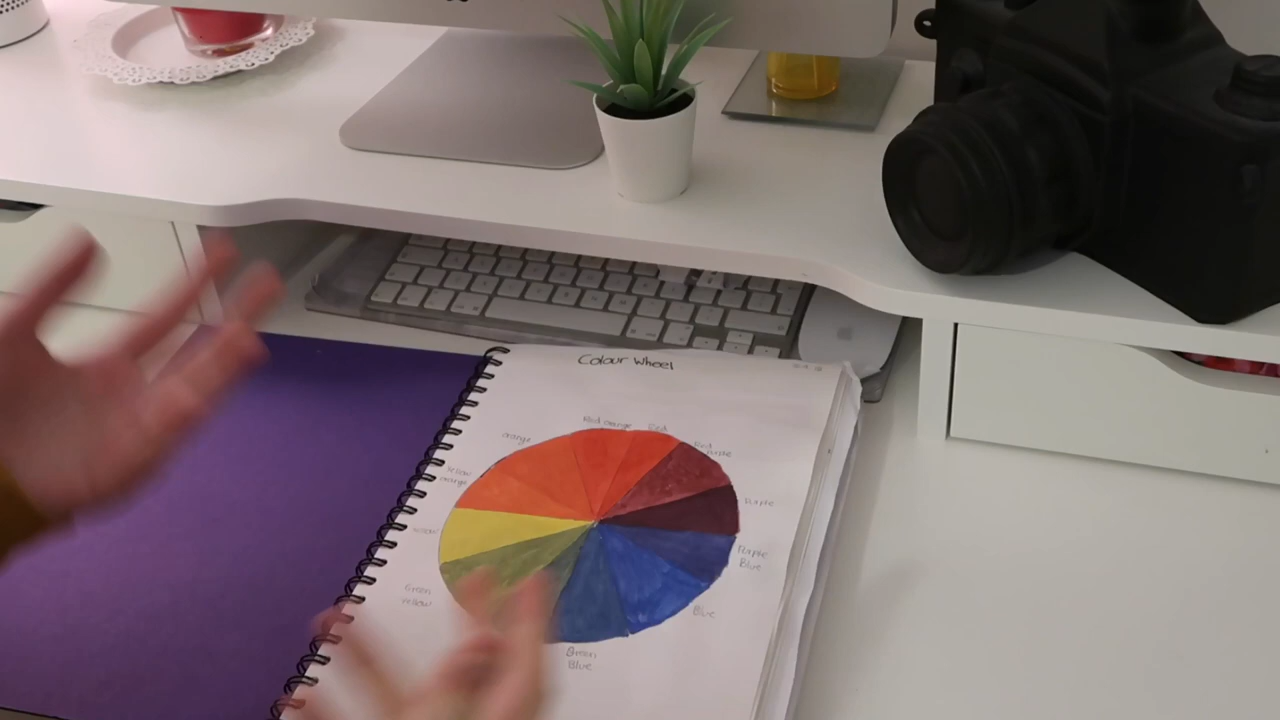 Colour Wheel
Red orange
Red
orange
Red
Purple
Yellow
orange
Purple
Yellow
Purple
Blue
Green
Yellow
Blue
Green
Blue